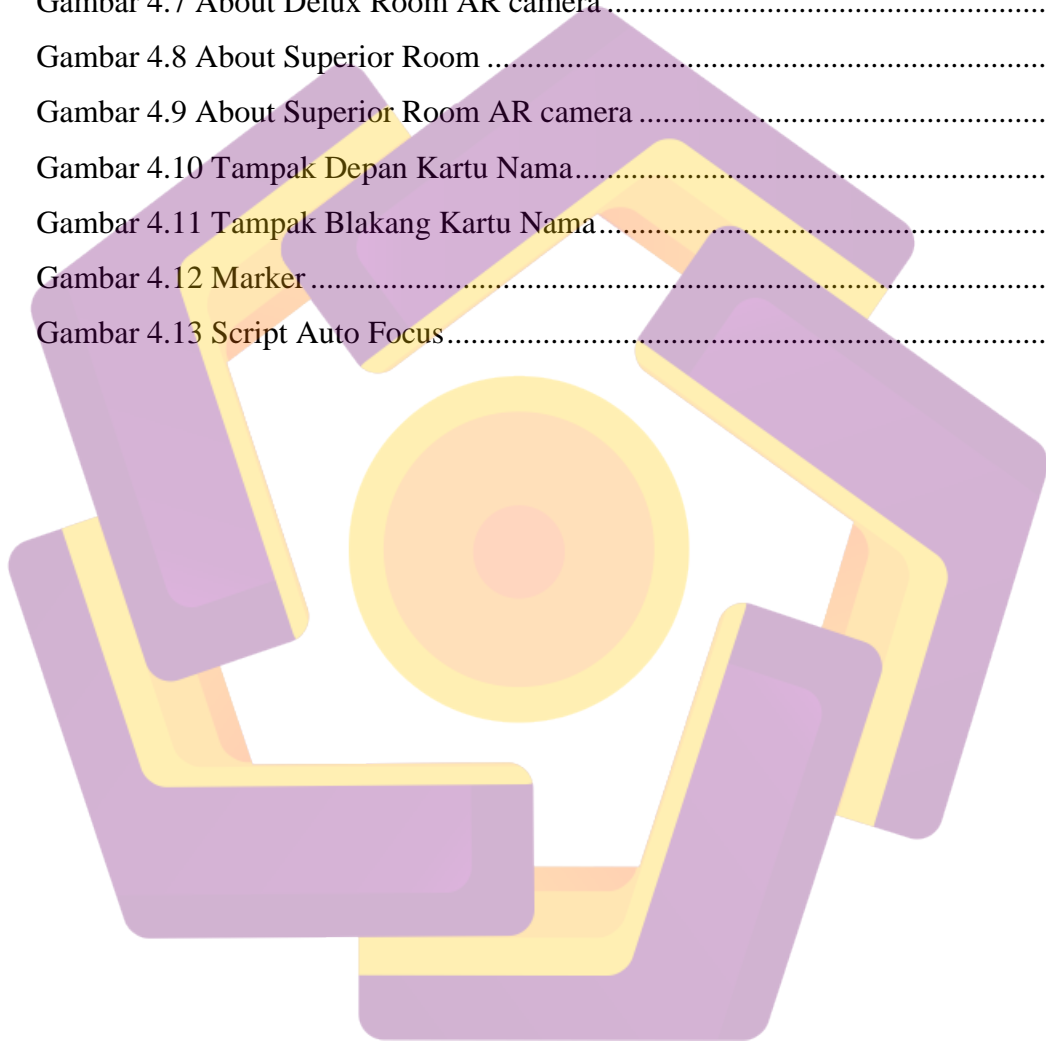 Gambar 4.7 About Delux Room AR camera ........................................................
Gambar 4.8 About Superior Room .......................................................................
Gambar 4.9 About Superior Room AR camera ....................................................
Gambar 4.10 Tampak Depan Kartu Nama............................................................
Gambar 4.11 Tampak Blakang Kartu Nama.........................................................
Gambar 4.12 Marker .............................................................................................
Gambar 4.13 Script Auto Focus............................................................................